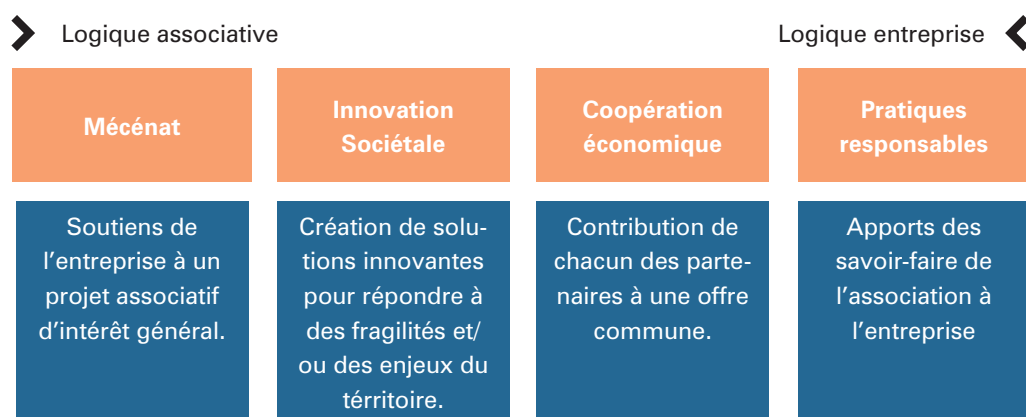 Logique associative
Logique entreprise
Mécénat
Innovation
Sociétale
Coopération
économique
Pratiques
responsables
Soutiens de
l'entreprise à un
projet associatif
d'intérêt général.
Création de solu-
tions innovantes
pour répondre à
des fragilités et/
ou des enjeux du
térritoire.
Contribution de
chacun des parte-
naires à une offre
commune.
Apports des
savoir-faire de
l'association à
l'entreprise